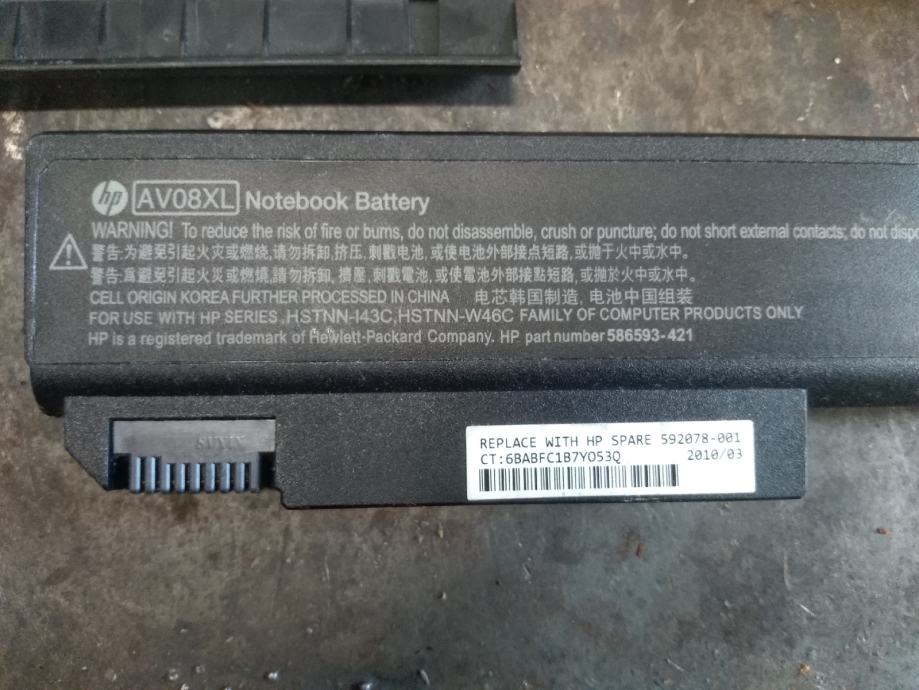 hp AV08XL Notebook Battery
WARNING! To reduce the risk of fire or burns, do not disassemble, crush or puncture; do not short external contacts; do not
警告:为避免引起火灾或燃烧,请勿拆卸,挤压,刺戳电池,或使电池外部接点短路,或抛于火中或水中。
警告:爲避免引起火災或燃燒,請勿拆卸,擠壓,刺戳電池,或使電池外部接點短路,或拋於火中或水中。
CELL ORIGIN KOREA FURTHER PROCESSED IN CHINA 电芯韩国制造, 电池中国组装
FOR USE WITH HP SERIES ,HSTNN-I43C,HSTNN-W46C FAMILY OF COMPUTER PRODUCTS ONLY
HP is a registered trademark of Hewlett-Packard Company. HP part number 586593-421
SUYIN
REPLACE WITH HP SPARE 592078-001
CT:6BABFC1B7YO53Q 2010/03